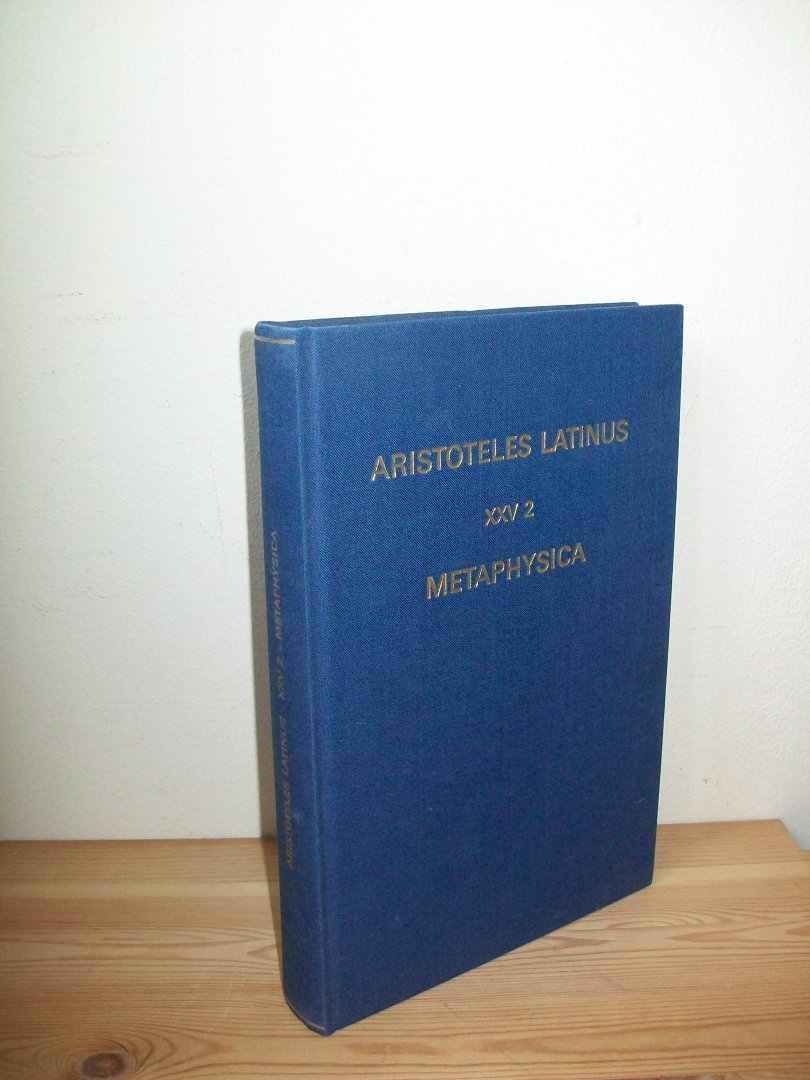 ARISTOTELES LATINUS
XXV 2
METAPHYSICA
ARISTOTELES LATINUS · XXV 2 · METAPHYSICA